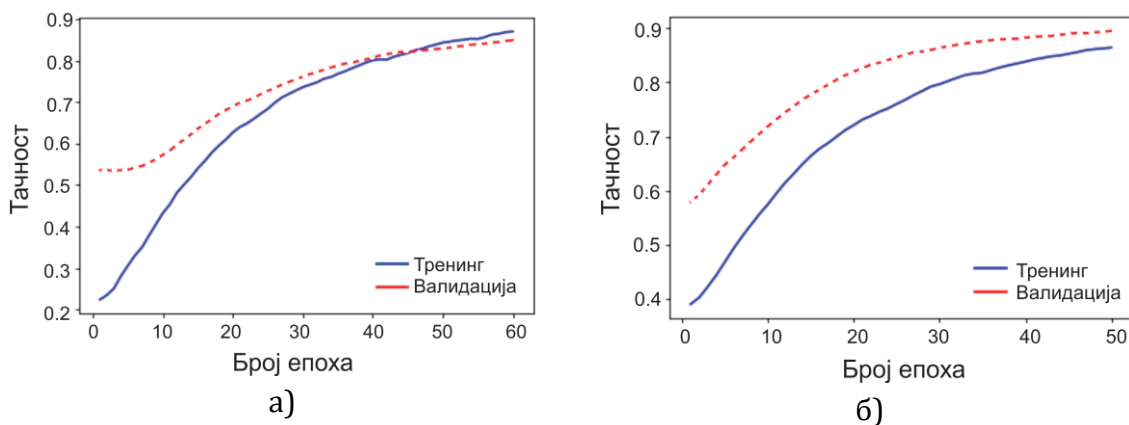 0.9
0.8
0.7
0.6
0.5
0.4
0.3
0.2
Тачност
0 10 20 30 40 50 60
Број епоха
Тренинг
Валидација
а)
0.9
0.8
0.7
0.6
0.5
0.4
Тачност
0 10 20 30 40 50
Број епоха
Тренинг
Валидација
б)